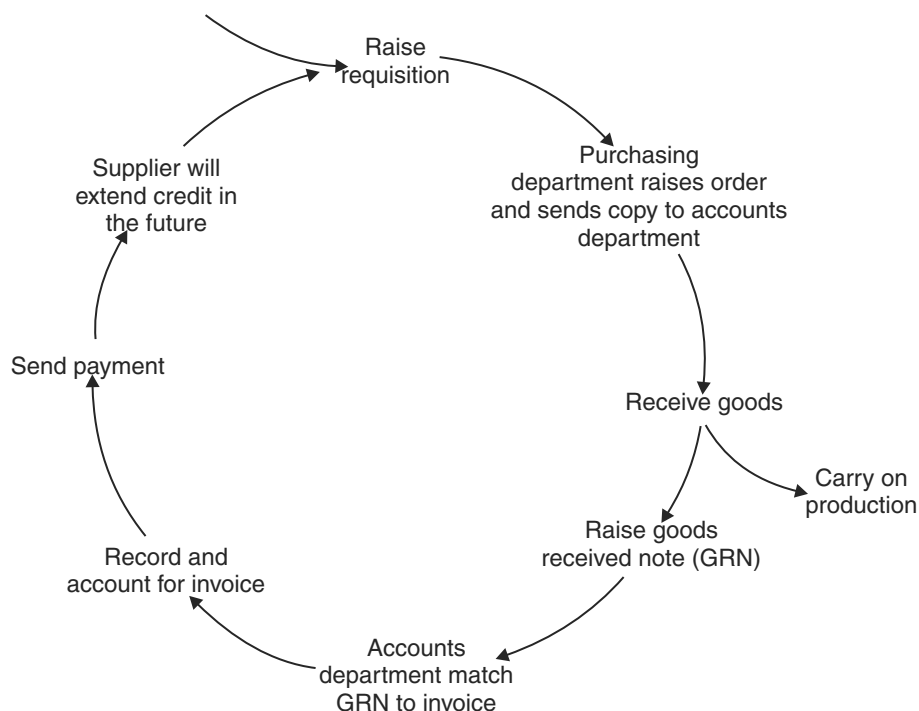 Raise
requisition
Purchasing
department raises order
and sends copy to accounts
department
Receive goods
Carry on
production
Raise goods
received note (GRN)
Accounts
department match
GRN to invoice
Record and
account for invoice
Send payment
Supplier will
extend credit in
the future